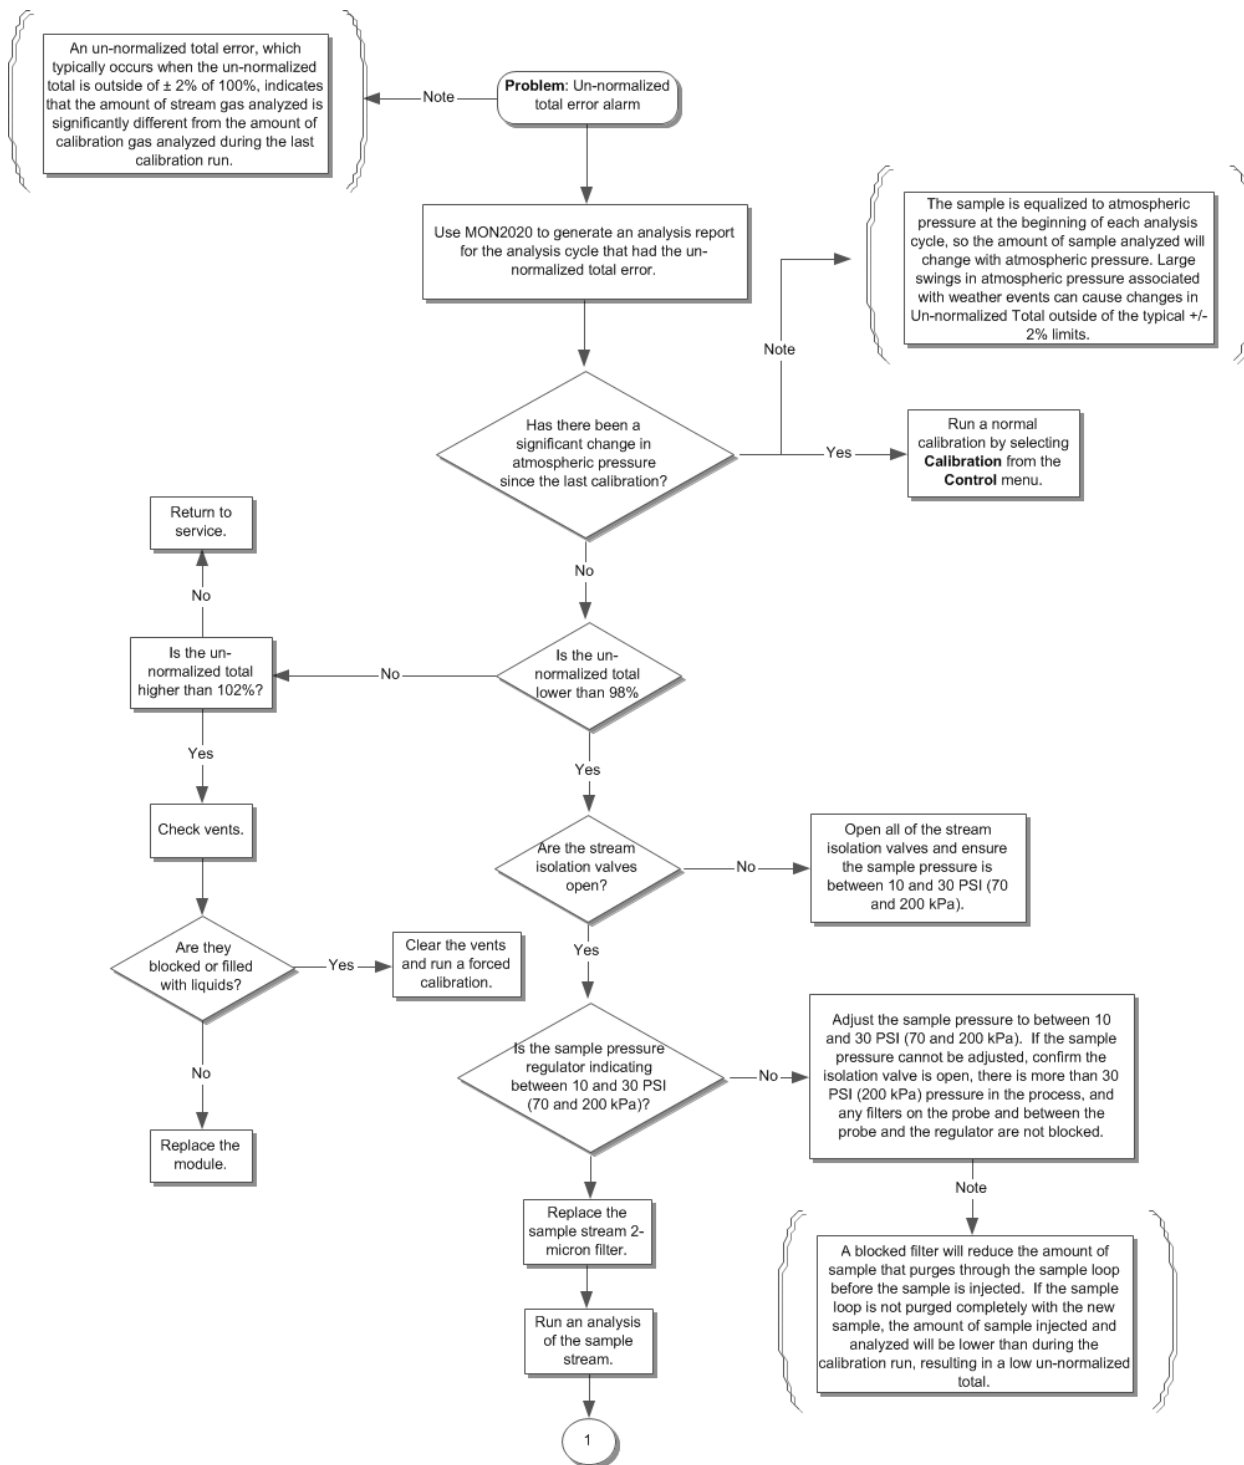 An un-normalized total error, which
typically occurs when the un-normalized
total is outside of ± 2% of 100%, indicates
that the amount of stream gas analyzed is
significantly different from the amount of
calibration gas analyzed during the last
calibration run.
Note
Problem: Un-normalized
total error alarm
Use MON2020 to generate an analysis report
for the analysis cycle that had the un-
normalized total error.
The sample is equalized to atmospheric
pressure at the beginning of each analysis
cycle, so the amount of sample analyzed will
change with atmospheric pressure. Large
swings in atmospheric pressure associated
with weather events can cause changes in
Un-normalized Total outside of the typical +/-
2% limits.
Note
Has there been a
significant change in
atmospheric pressure
since the last calibration?
Yes
Run a normal
calibration by selecting
Calibration from the
Control menu.
No
Return to
service.
No
Is the un-
normalized total
higher than 102%?
No
Is the un-
normalized total
lower than 98%
Yes
Yes
Check vents.
Are the stream
isolation valves
open?
No
Open all of the stream
isolation valves and ensure
the sample pressure is
between 10 and 30 PSI (70
and 200 kPa).
Are they
blocked or filled
with liquids?
Yes
Clear the vents
and run a forced
calibration.
Yes
No
Replace the
module.
Is the sample pressure
regulator indicating
between 10 and 30 PSI
(70 and 200 kPa)?
No
Adjust the sample pressure to between 10
and 30 PSI (70 and 200 kPa). If the sample
pressure cannot be adjusted, confirm the
isolation valve is open, there is more than 30
PSI (200 kPa) pressure in the process, and
any filters on the probe and between the
probe and the regulator are not blocked.
Note
A blocked filter will reduce the amount of
sample that purges through the sample loop
before the sample is injected. If the sample
loop is not purged completely with the new
sample, the amount of sample injected and
analyzed will be lower than during the
calibration run, resulting in a low un-normalized
total.
Replace the
sample stream 2-
micron filter.
Run an analysis
of the sample
stream.
1